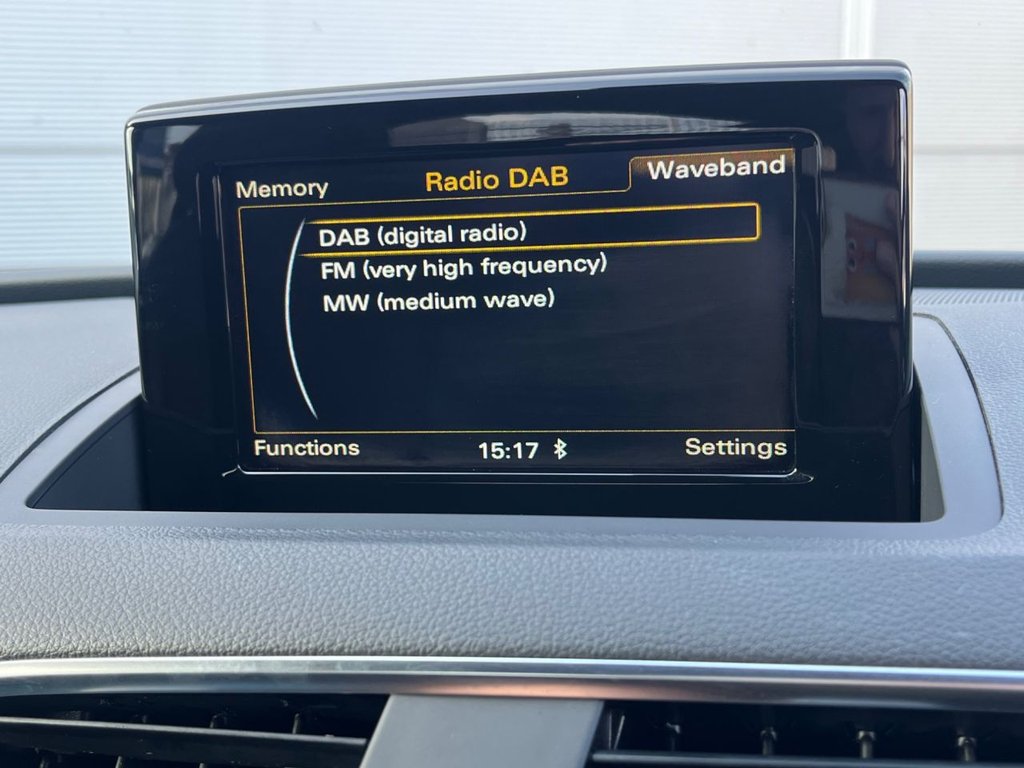 Memory
Radio DAB
Waveband
DAB (digital radio)
FM (very high frequency)
MW (medium wave)
Functions
15:17
Settings